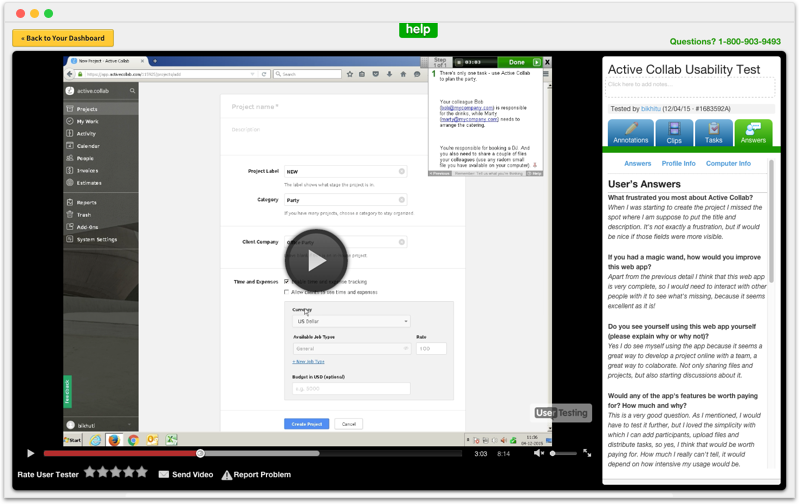 « Back to Your Dashboard
help
Questions? 1-800-903-9493
New Project - Active Collab
Search
active.collab
Projects
My Work
Activity
Calendar
People
Invoices
Estimates
Reports
Trash
Add-Ons
System Settings
Feedback
Project name *
Description
Project Label
NEW
The label shows what stage the project is in.
Category
Party
If you have many projects, choose a category to stay organized.
Client Company
Time and Expenses
Currency
US Dollar
Available Job Types
Rate
General
100
+ New Job Type
Budget in USD (optional)
e.g. 5000
Create Project
Cancel
Step
1 of 1
03:03
Done
1 There's only one task - use Active Collab
to plan the party.
Your colleague Bob
(bob@mycompany.com) is responsible
for the drinks, while Marty
(marty@mycompany.com) needs to
arrange the catering.
You're responsible for booking a DJ. And
you also need to share a couple of files
your colleagues (use any random small
file you have available on your computer)
Start
11:36
04-12-2015
User Testing
3:03
8:14
Rate User Tester
Send Video
Report Problem
Active Collab Usability Test
Click here to add notes...
Tested by bikhitu (12/04/15 - #1683592A)
Annotations
Clips
Tasks
Answers
Answers
Profile Info
Computer Info
User's Answers
What frustrated you most about Active Collab?
When I was starting to create the project I missed the
spot where I am suppose to put the title and
description. It's not exactly a frustration, but if would
be nice if those fields were more visible.
If you had a magic wand, how would you improve
this web app?
Apart from the previous detail I think that this web app
is very complete, so I would need to interact with other
people with it to see what's missing, because it seems
excellent as it is!
Do you see yourself using this web app yourself
(please explain why or why not)?
Yes I do see myself using the app because it seems a
great way to develop a project online with a team, a
great way to colaborate. Not only sharing files and
projects, but also starting discussions about it.
Would any of the app's features be worth paying
for? How much and why?
This is a very good question. As I mentioned, I would
have to test it further, but I loved the simplicity with
which I can add participants, upload files and
distribute tasks, so yes, I think that would be worth
paying for. How much I really can't tell, it would
depend on how intensive my usage would be.